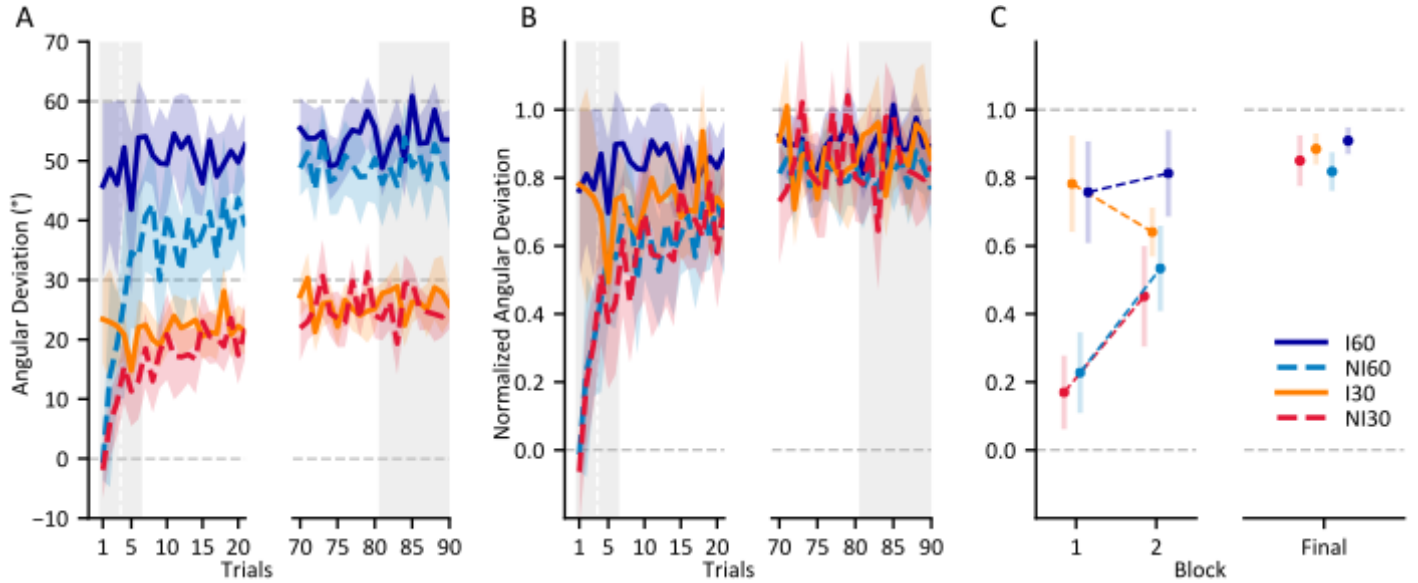 A
Angular Deviation (°)
70
60
50
40
30
20
10
0
−10
1 5 10 15 20 70 75 80 85 90
Trials
B
Normalized Angular Deviation
1.0
0.8
0.6
0.4
0.2
0.0
1 5 10 15 20 70 75 80 85 90
Trials
C
1.0
0.8
0.6
0.4
0.2
0.0
I60
NI60
I30
NI30
1 2 Final
Block